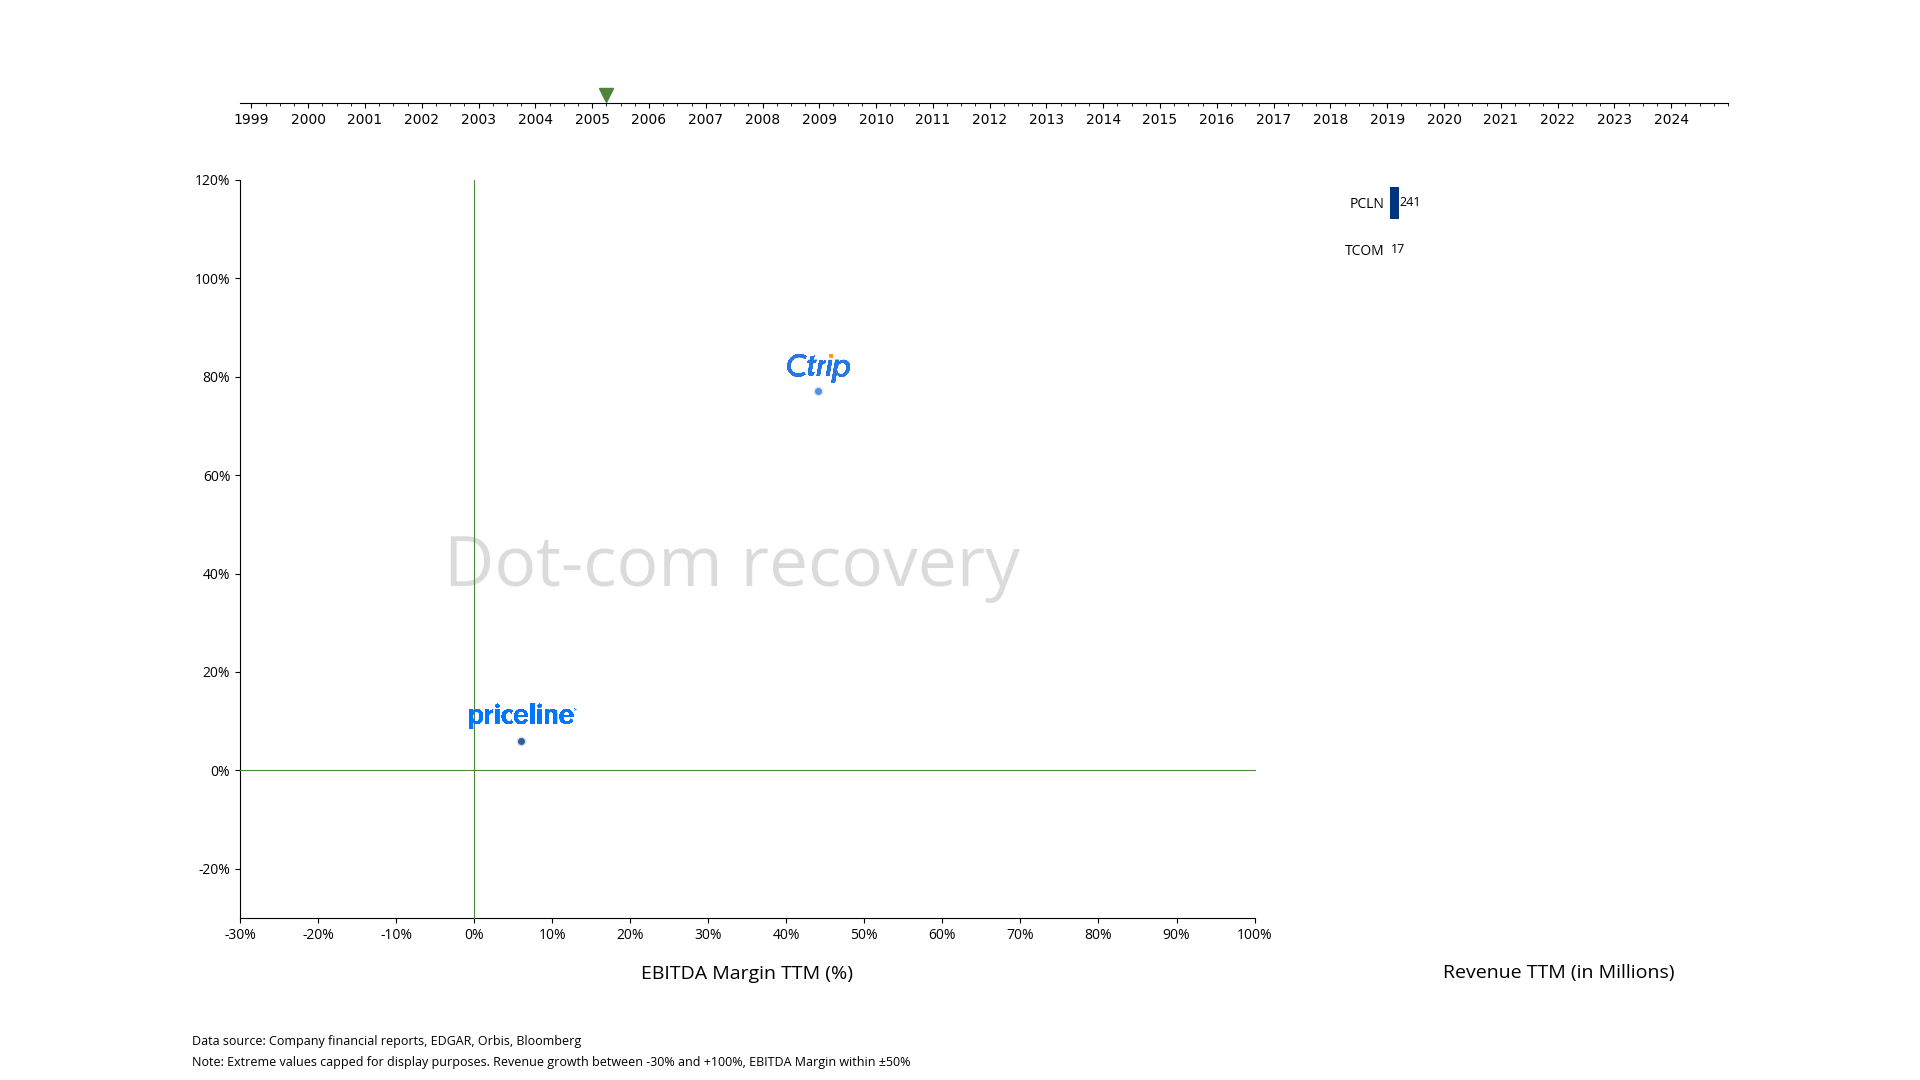 1999 2000 2001 2002 2003 2004 2005 2006 2007 2008 2009 2010 2011 2012 2013 2014 2015 2016 2017 2018 2019 2020 2021 2022 2023 2024
120%
100%
80%
60%
40%
20%
0%
-20%
Ctrip
Dot-com recovery
priceline
-30% -20% -10% 0% 10% 20% 30% 40% 50% 60% 70% 80% 90% 100%
EBITDA Margin TTM (%)
PCLN 241
TCOM 17
Revenue TTM (in Millions)
Data source: Company financial reports, EDGAR, Orbis, Bloomberg
Note: Extreme values capped for display purposes. Revenue growth between -30% and +100%, EBITDA Margin within ±50%